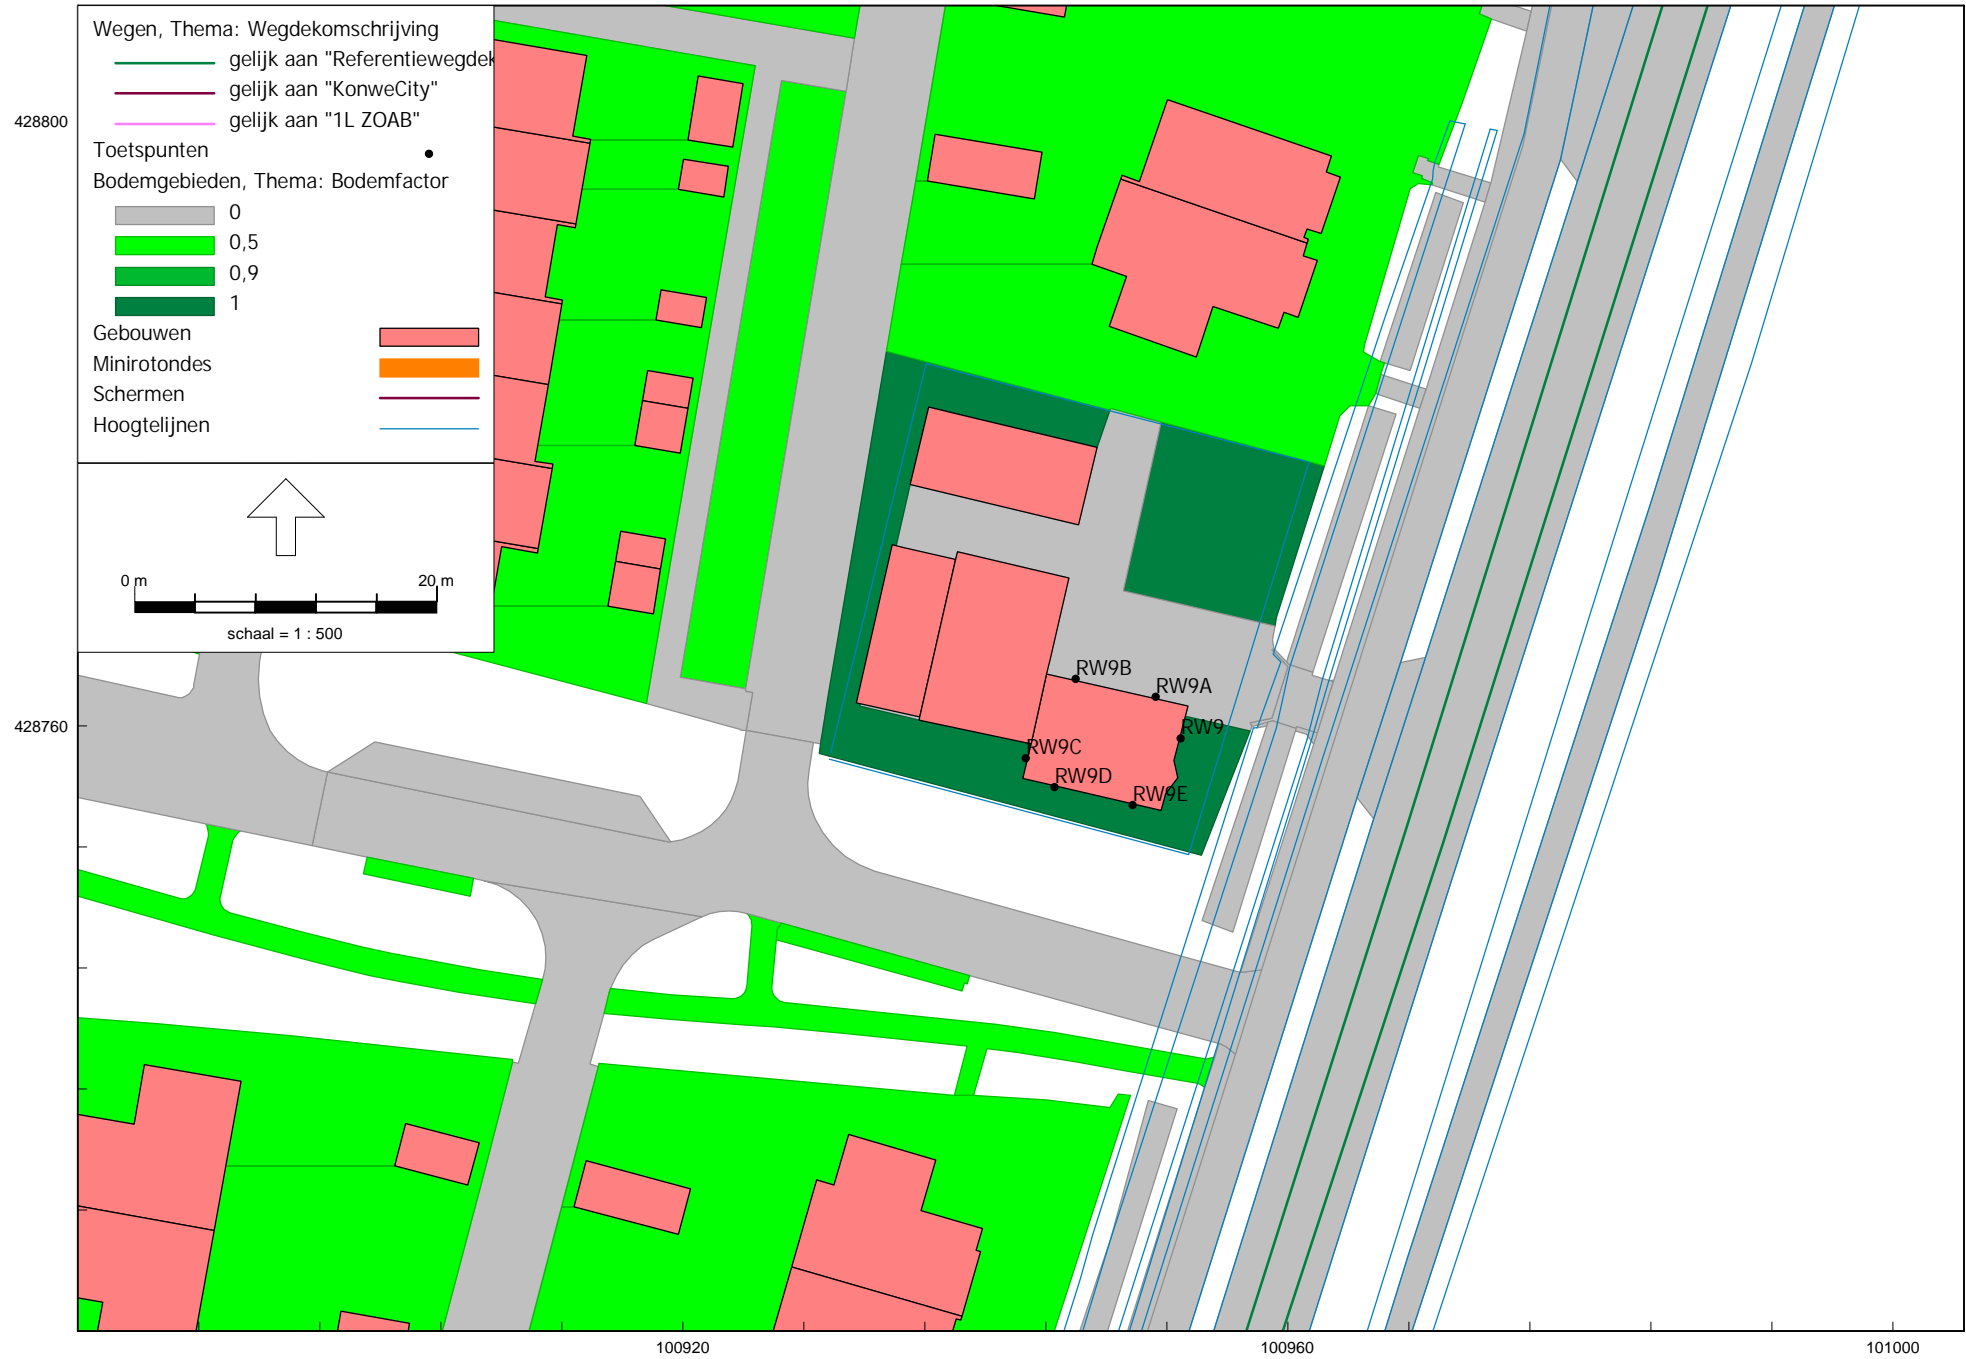 Wegen, Thema: Wegdekomschrijving
gelijk aan "Referentiewegdek
gelijk aan "KonweCity"
gelijk aan "1L ZOAB"
Toetspunten
Bodemgebieden, Thema: Bodemfactor
0
0,5
0,9
1
Gebouwen
Minirotondes
Schermen
Hoogtelijnen
0 m 20 m
schaal = 1 : 500
428800
428760
RW9B
RW9A
RW9
RW9C
RW9D
RW9E
100920 100960 101000